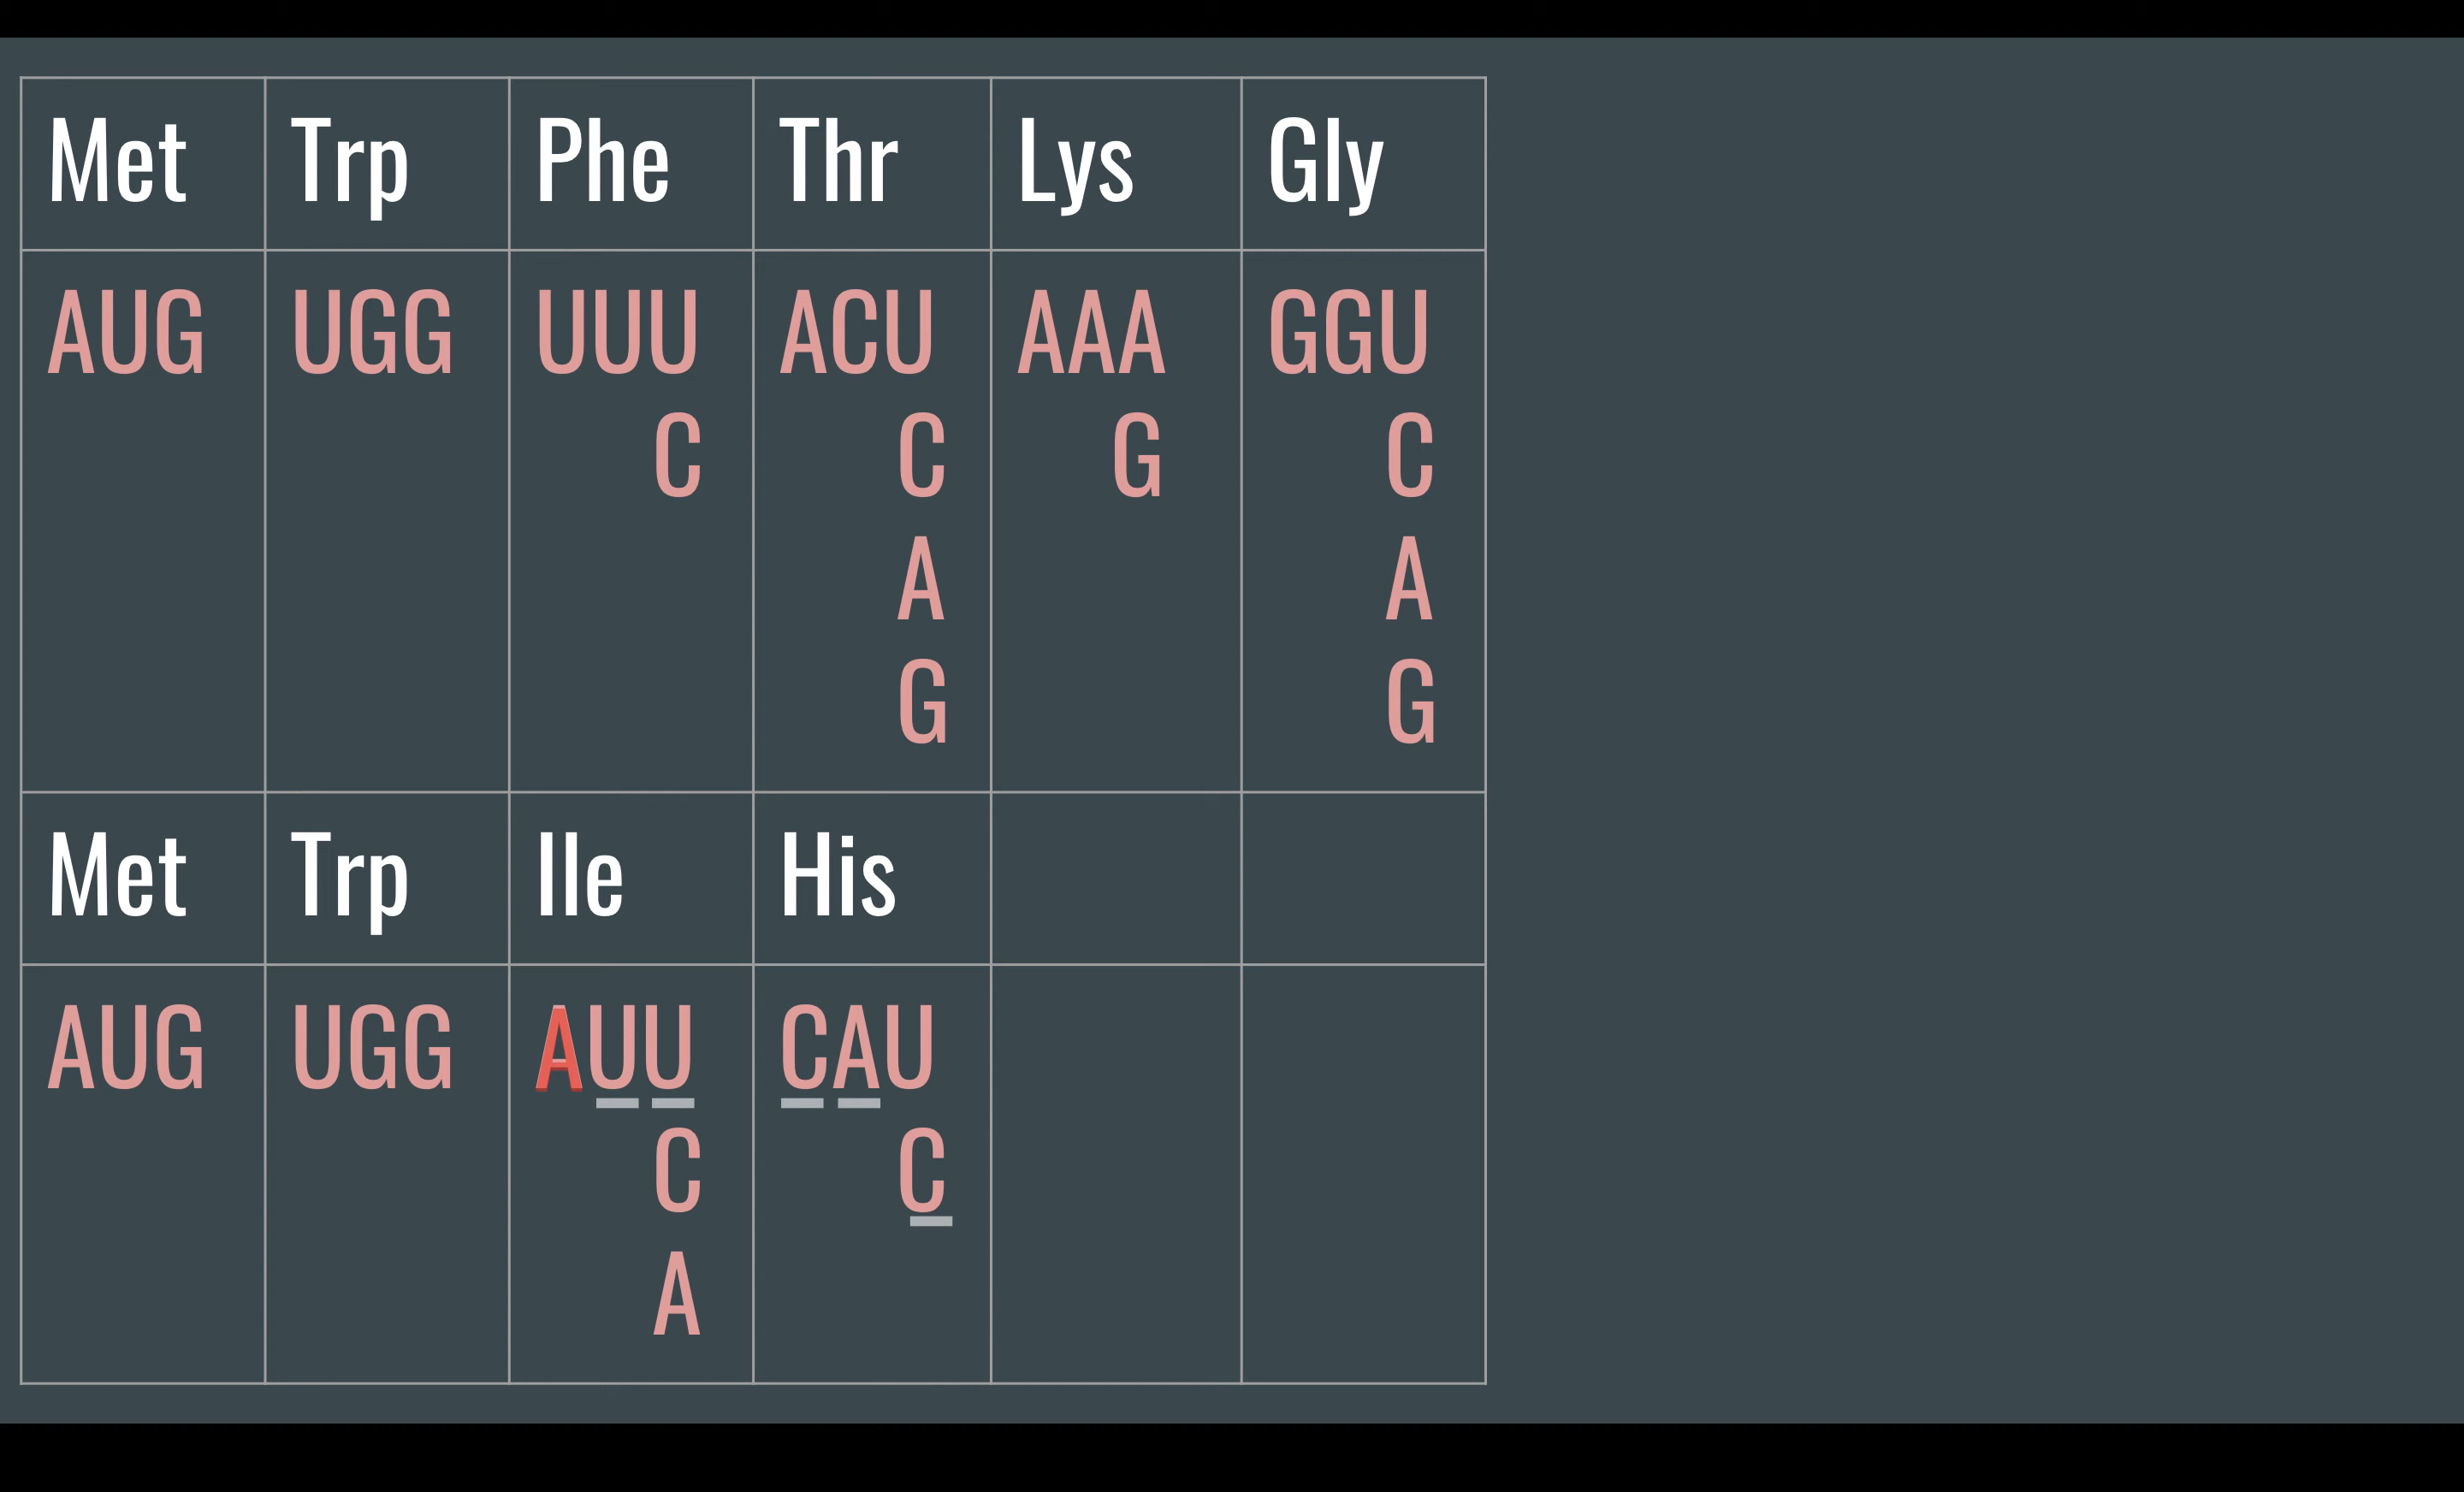 Met Trp Phe Thr Lys Gly
AUG UGG UUU ACU AAA GGU
C C G C
A A
G G
Met Trp Ile His
AUG UGG AUU CAU
C C
A